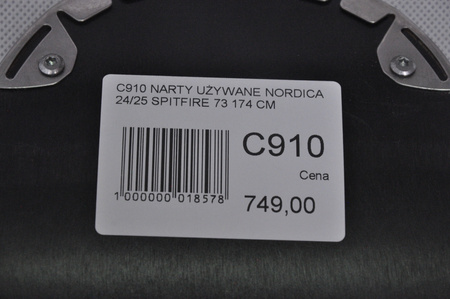 C910 NARTY UŻYWANE NORDICA
24/25 SPITFIRE 73 174 CM
C910
Cena
749,00
1 000000 018578